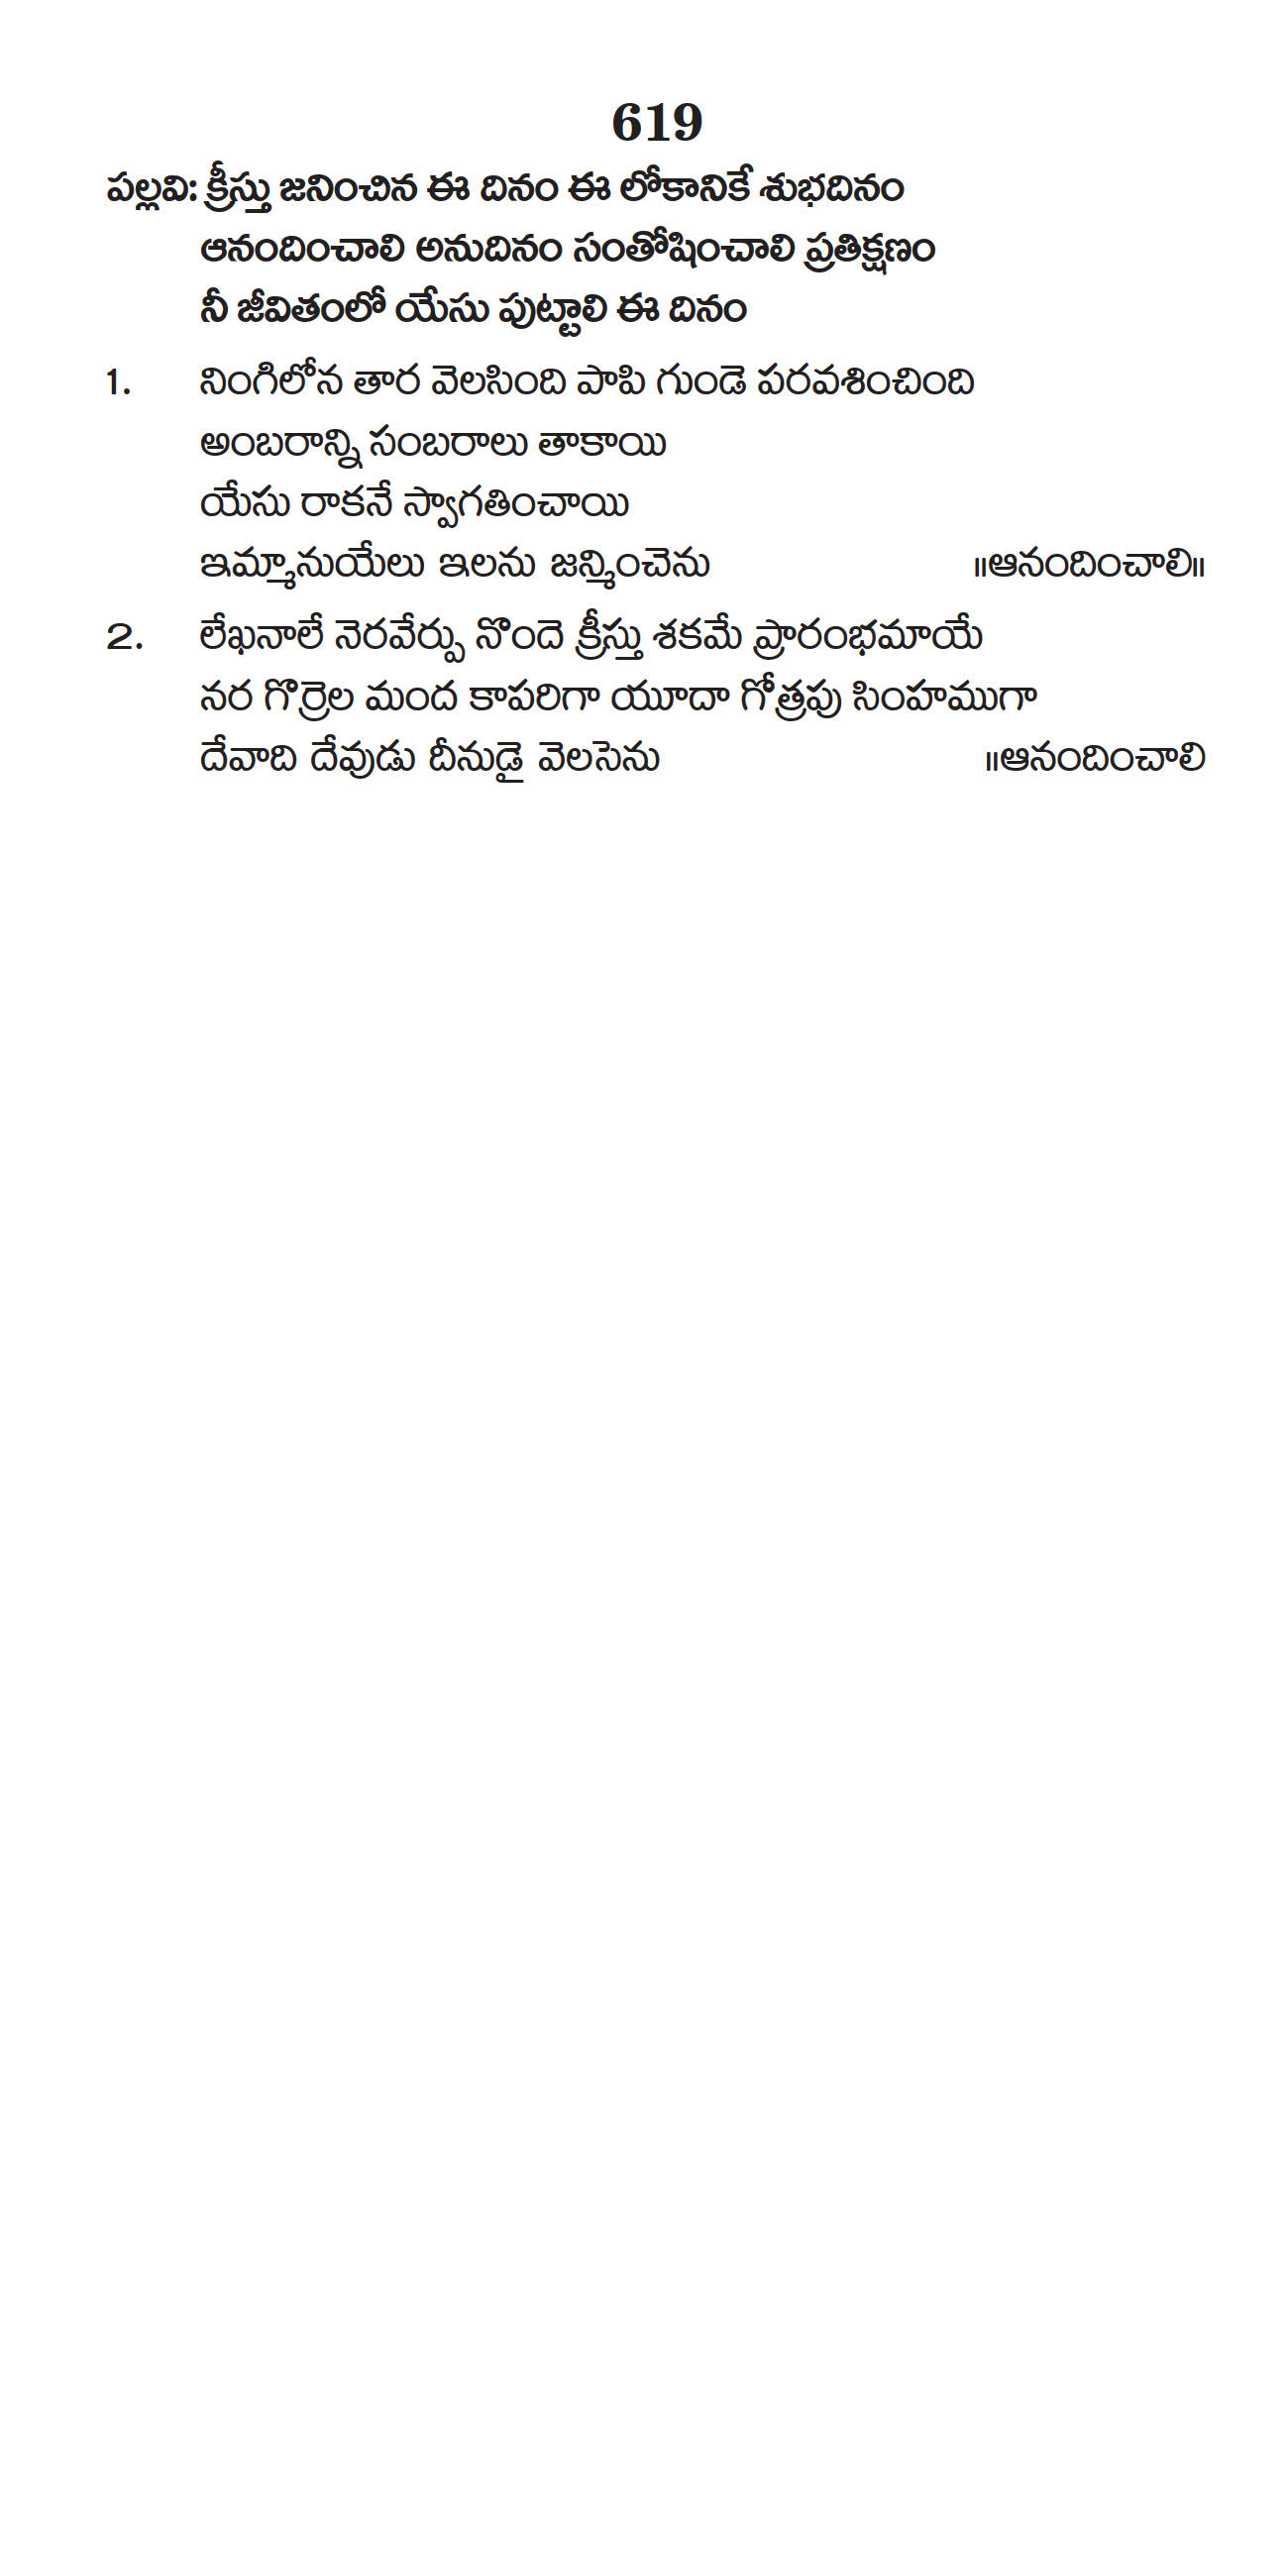 619
పల్లవి: క్రీస్తు జనించిన ఈ దినం ఈ లోకానికే శుభదినం
ఆనందించాలి అనుదినం సంతోషించాలి ప్రతిక్షణం
నీ జీవితంలో యేసు పుట్టాలి ఈ దినం
1. నింగిలోన తార వెలసింది పాపి గుండె పరవశించింది
అంబరాన్ని సంబరాలు తాకాయి
యేసు రాకనే స్వాగతించాయి
ఇమ్మానుయేలు ఇలను జన్మించెను ॥ఆనందించాలి॥
2. లేఖనాలే నెరవేర్పు నొందె క్రీస్తు శకమే ప్రారంభమాయే
నర గొర్రెల మంద కాపరిగా యూదా గోత్రపు సింహముగా
దేవాది దేవుడు దీనుడై వెలసెను ॥ఆనందించాలి